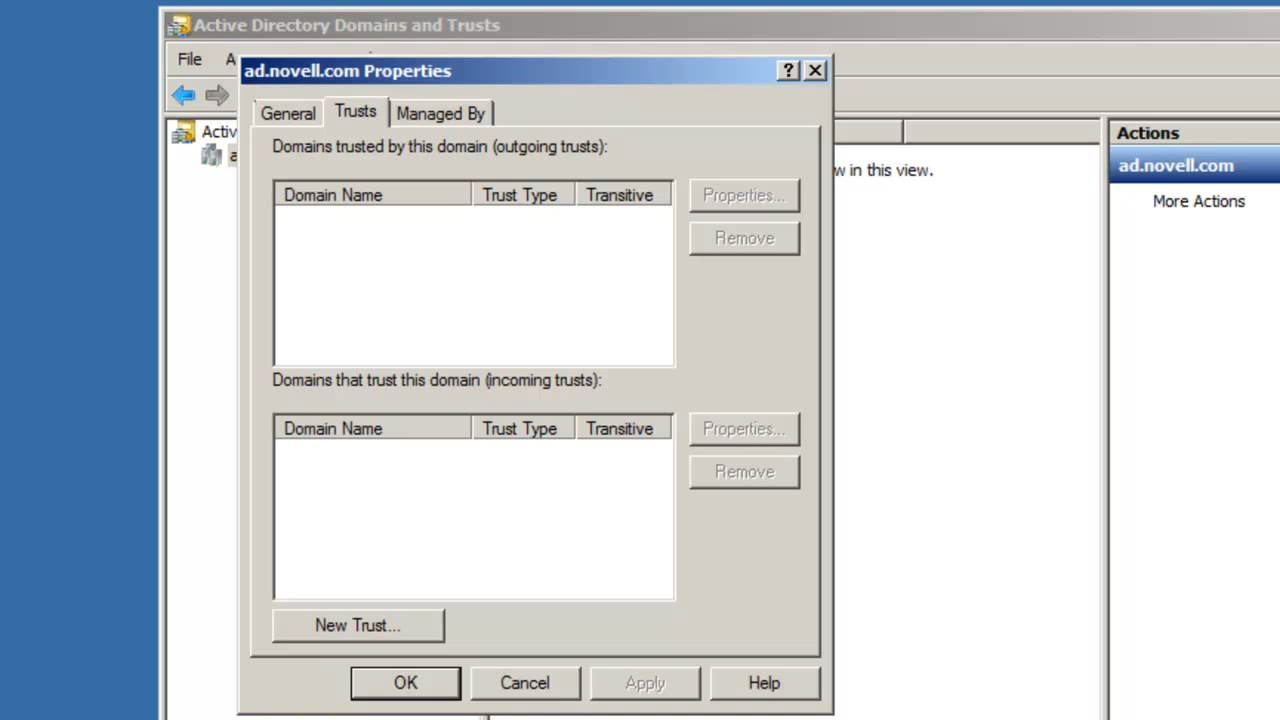 Active Directory Domains and Trusts
File A
ad.novell.com Properties
General Trusts Managed By
Activ
a
Domains trusted by this domain (outgoing trusts):
Domain Name Trust Type Transitive
Properties...
Remove
Domains that trust this domain (incoming trusts):
Domain Name Trust Type Transitive
Properties...
Remove
New Trust...
OK Cancel Apply Help
w in this view.
Actions
ad.novell.com
More Actions